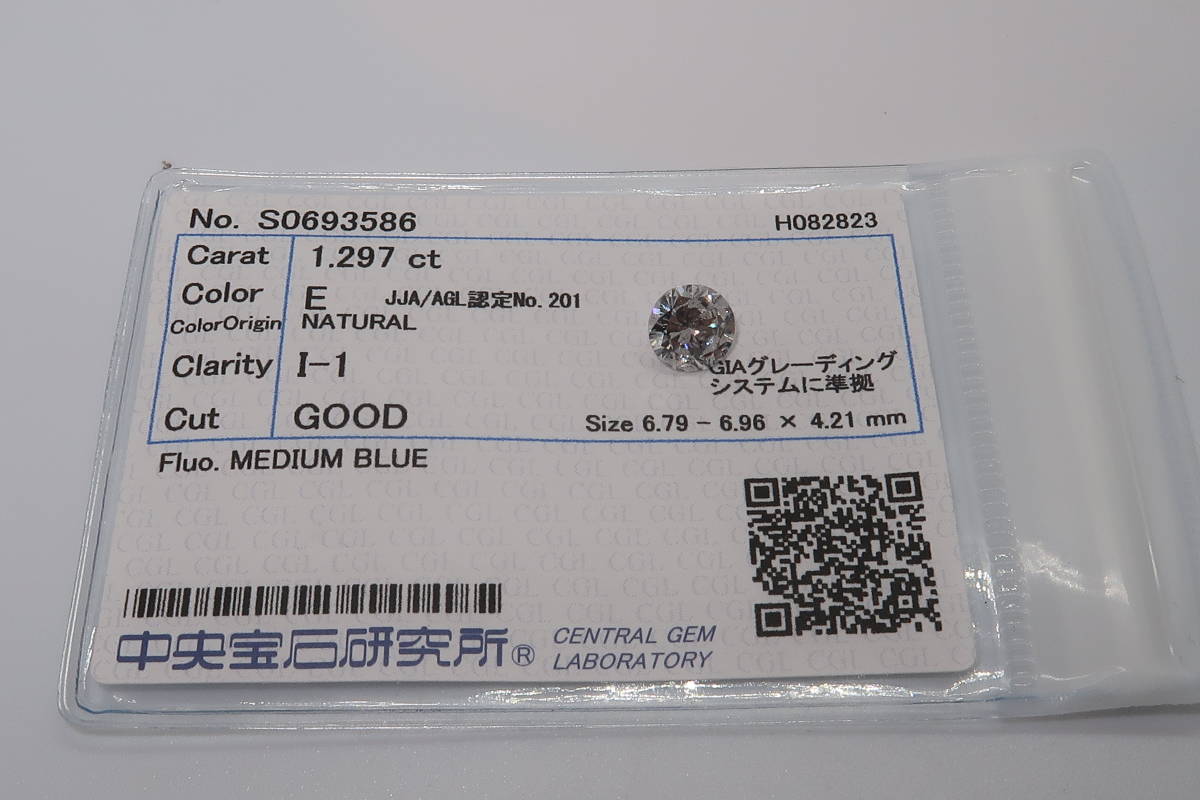 No. S0693586 H082823
Carat 1.297 ct
Color E JJA/AGL認定No.201
ColorOrigin NATURAL
Clarity I-1
GIAグレーディング
システムに準拠
Cut GOOD Size 6.79 - 6.96 × 4.21 mm
Fluo. MEDIUM BLUE
中央宝石研究所® CENTRAL GEM
LABORATORY